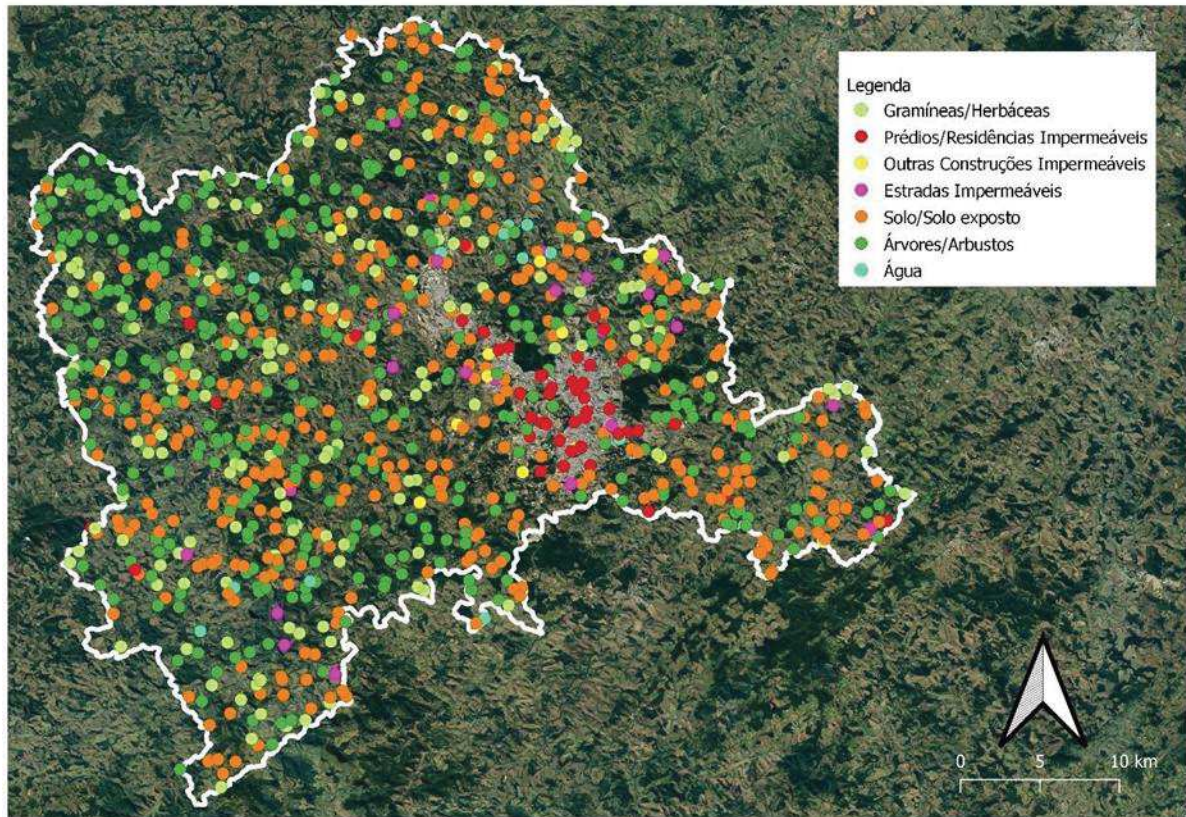 Legenda
Gramíneas/Herbáceas
Prédios/Residências Impermeáveis
Outras Construções Impermeáveis
Estradas Impermeáveis
Solo/Solo exposto
Árvores/Arbustos
Água
0 5 10 km